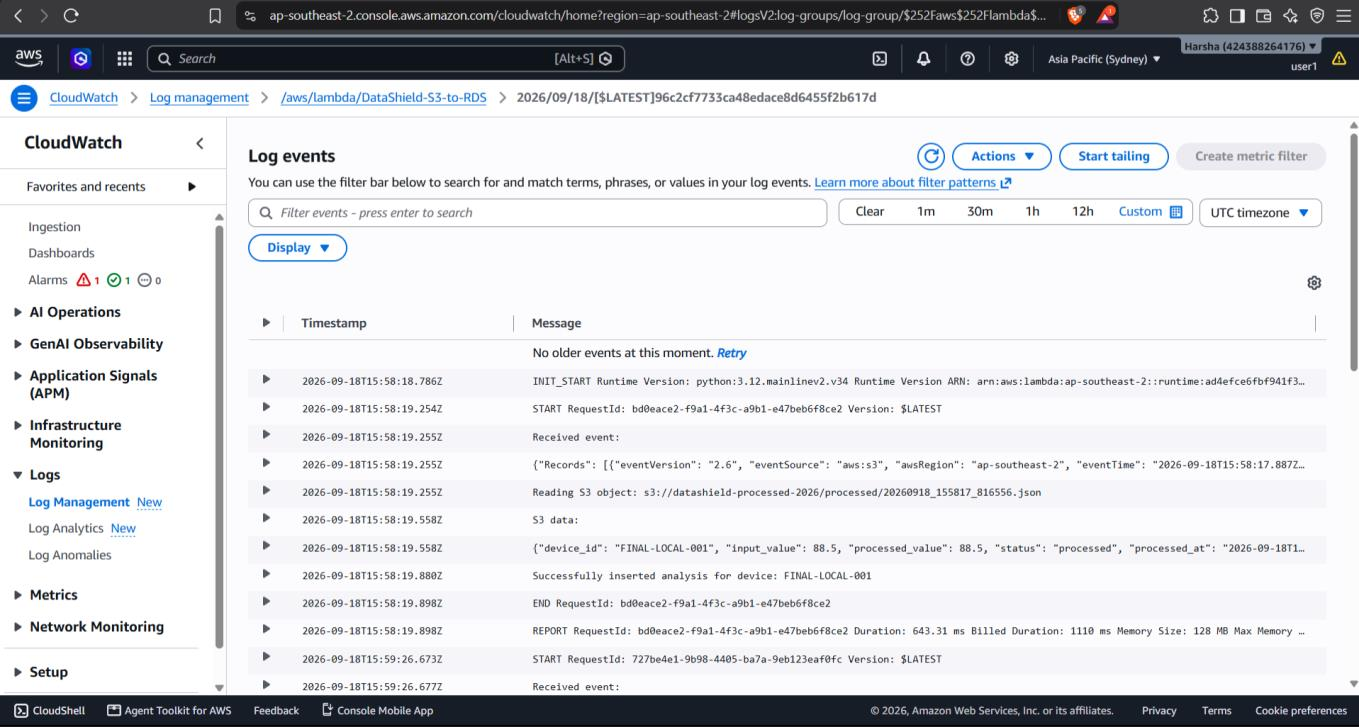 ap-southeast-2.console.aws.amazon.com/cloudwatch/home?region=ap-southeast-2#logsV2:log-groups/log-group/$252Faws$252Flambda$...
5
1
aws
Search
[Alt+S]
Asia Pacific (Sydney)
Harsha (424388264176)
user1
CloudWatch
Log management
/aws/lambda/DataShield-S3-to-RDS
2026/09/18/[$LATEST]96c2cf7733ca48edace8d6455f2b617d
CloudWatch
Favorites and recents
Ingestion
Dashboards
Alarms 1 1 0
AI Operations
GenAI Observability
Application Signals (APM)
Infrastructure Monitoring
Logs
Log Management New
Log Analytics New
Log Anomalies
Metrics
Network Monitoring
Setup
Log events
Actions
Start tailing
Create metric filter
You can use the filter bar below to search for and match terms, phrases, or values in your log events. Learn more about filter patterns
Filter events - press enter to search
Clear 1m 30m 1h 12h Custom
UTC timezone
Display
Timestamp Message
No older events at this moment. Retry
2026-09-18T15:58:18.786Z INIT_START Runtime Version: python:3.12.mainlinev2.v34 Runtime Version ARN: arn:aws:lambda:ap-southeast-2::runtime:ad4efce6fbf941f3…
2026-09-18T15:58:19.254Z START RequestId: bd0eace2-f9a1-4f3c-a9b1-e47beb6f8ce2 Version: $LATEST
2026-09-18T15:58:19.255Z Received event:
2026-09-18T15:58:19.255Z {"Records": [{"eventVersion": "2.6", "eventSource": "aws:s3", "awsRegion": "ap-southeast-2", "eventTime": "2026-09-18T15:58:17.887Z…
2026-09-18T15:58:19.255Z Reading S3 object: s3://datashield-processed-2026/processed/20260918_155817_816556.json
2026-09-18T15:58:19.558Z S3 data:
2026-09-18T15:58:19.558Z {"device_id": "FINAL-LOCAL-001", "input_value": 88.5, "processed_value": 88.5, "status": "processed", "processed_at": "2026-09-18T1…
2026-09-18T15:58:19.880Z Successfully inserted analysis for device: FINAL-LOCAL-001
2026-09-18T15:58:19.898Z END RequestId: bd0eace2-f9a1-4f3c-a9b1-e47beb6f8ce2
2026-09-18T15:58:19.898Z REPORT RequestId: bd0eace2-f9a1-4f3c-a9b1-e47beb6f8ce2 Duration: 643.31 ms Billed Duration: 1110 ms Memory Size: 128 MB Max Memory …
2026-09-18T15:59:26.673Z START RequestId: 727be4e1-9b98-4405-ba7a-9eb123eaf0fc Version: $LATEST
2026-09-18T15:59:26.677Z Received event:
CloudShell
Agent Toolkit for AWS
Feedback
Console Mobile App
© 2026, Amazon Web Services, Inc. or its affiliates.
Privacy
Terms
Cookie preferences